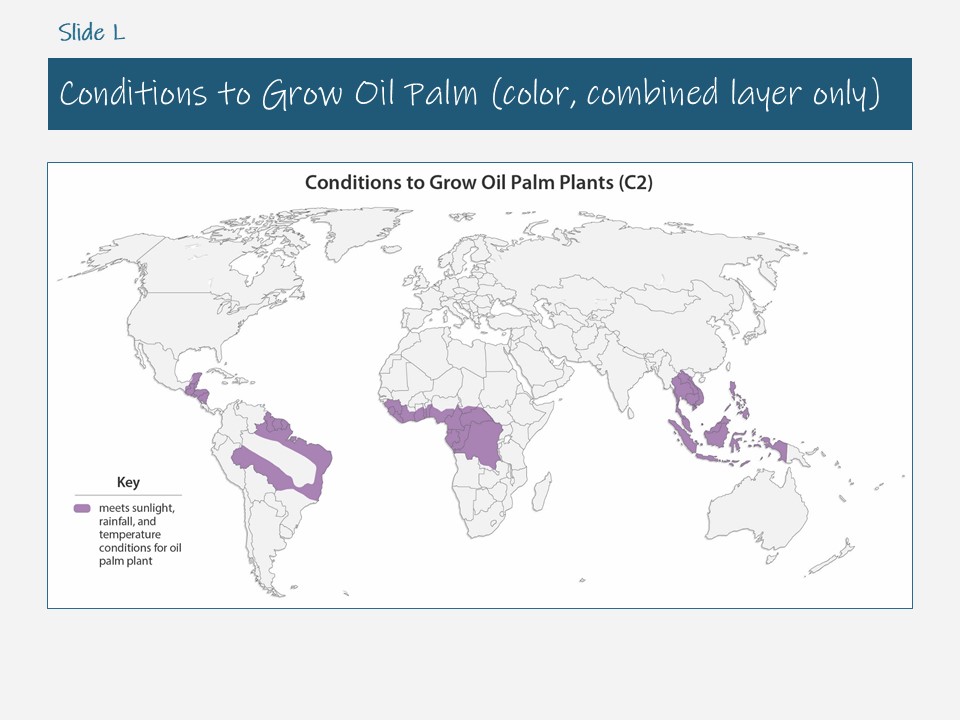 Slide L
Conditions to Grow Oil Palm (color, combined layer only)
Conditions to Grow Oil Palm Plants (C2)
Key
meets sunlight,
rainfall, and
temperature
conditions for oil
palm plant